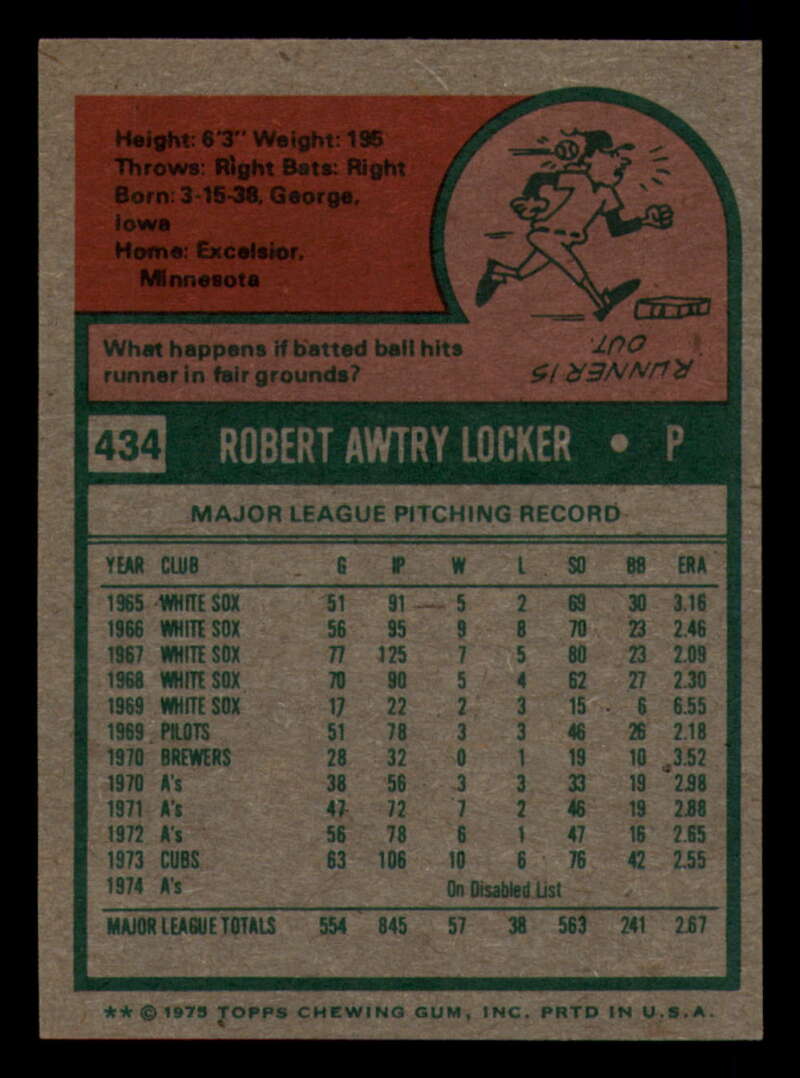 Height: 6'3" Weight: 195
Throws: Right Bats: Right
Born: 3-15-38, George,
Iowa
Home: Excelsior,
Minnesota
What happens if batted ball hits
runner in fair grounds?
RUNNER IS
OUT.
434 ROBERT AWTRY LOCKER • P
MAJOR LEAGUE PITCHING RECORD
YEAR CLUB G IP W L SO BB ERA
1965 WHITE SOX 51 91 5 2 69 30 3.16
1966 WHITE SOX 56 95 9 8 70 23 2.46
1967 WHITE SOX 77 125 7 5 80 23 2.09
1968 WHITE SOX 70 90 5 4 62 27 2.30
1969 WHITE SOX 17 22 2 3 15 6 6.55
1969 PILOTS 51 78 3 3 46 26 2.18
1970 BREWERS 28 32 0 1 19 10 3.52
1970 A's 38 56 3 3 33 19 2.98
1971 A's 47 72 7 2 46 19 2.88
1972 A's 56 78 6 1 47 16 2.65
1973 CUBS 63 106 10 6 76 42 2.55
1974 A's On Disabled List
MAJOR LEAGUE TOTALS 554 845 57 38 563 241 2.67
** © 1975 TOPPS CHEWING GUM, INC. PRTD IN U.S.A.